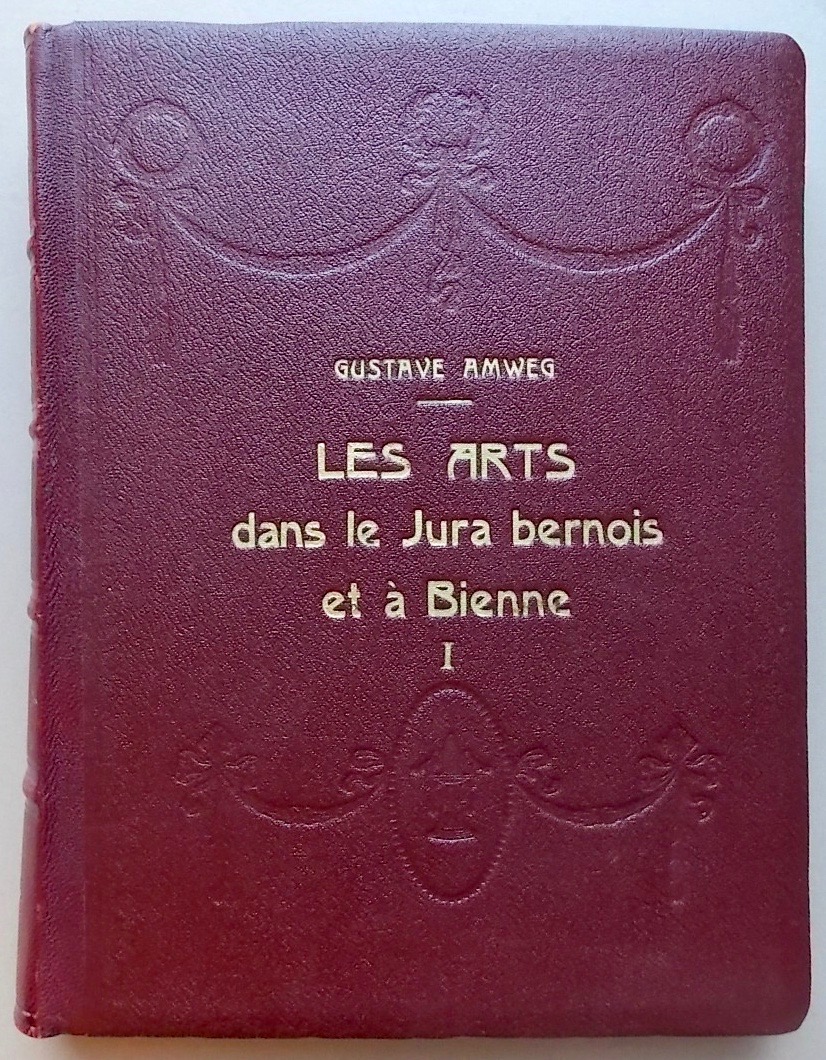 GUSTAVE AMWEG
LES ARTS
dans le Jura bernois
et à Bienne
I